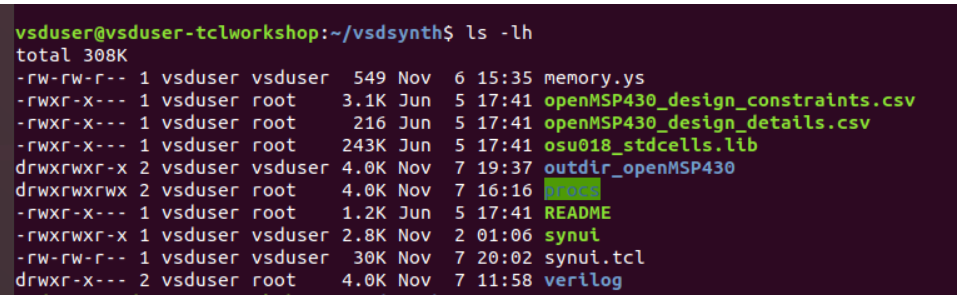 vsduser@vsduser-tclworkshop:~/vsdsynth$ ls -lh
total 308K
-rw-rw-r-- 1 vsduser vsduser  549 Nov  6 15:35 memory.ys
-rwxr-x--- 1 vsduser root    3.1K Jun  5 17:41 openMSP430_design_constraints.csv
-rwxr-x--- 1 vsduser root     216 Jun  5 17:41 openMSP430_design_details.csv
-rwxr-x--- 1 vsduser root    243K Jun  5 17:41 osu018_stdcells.lib
drwxrwxr-x 2 vsduser vsduser 4.0K Nov  7 19:37 outdir_openMSP430
drwxrwxrwx 2 vsduser root    4.0K Nov  7 16:16 procs
-rwxr-x--- 1 vsduser root    1.2K Jun  5 17:41 README
-rwxrwxr-x 1 vsduser vsduser 2.8K Nov  2 01:06 synui
-rw-rw-r-- 1 vsduser vsduser  30K Nov  7 20:02 synui.tcl
drwxr-x--- 2 vsduser root    4.0K Nov  7 11:58 verilog